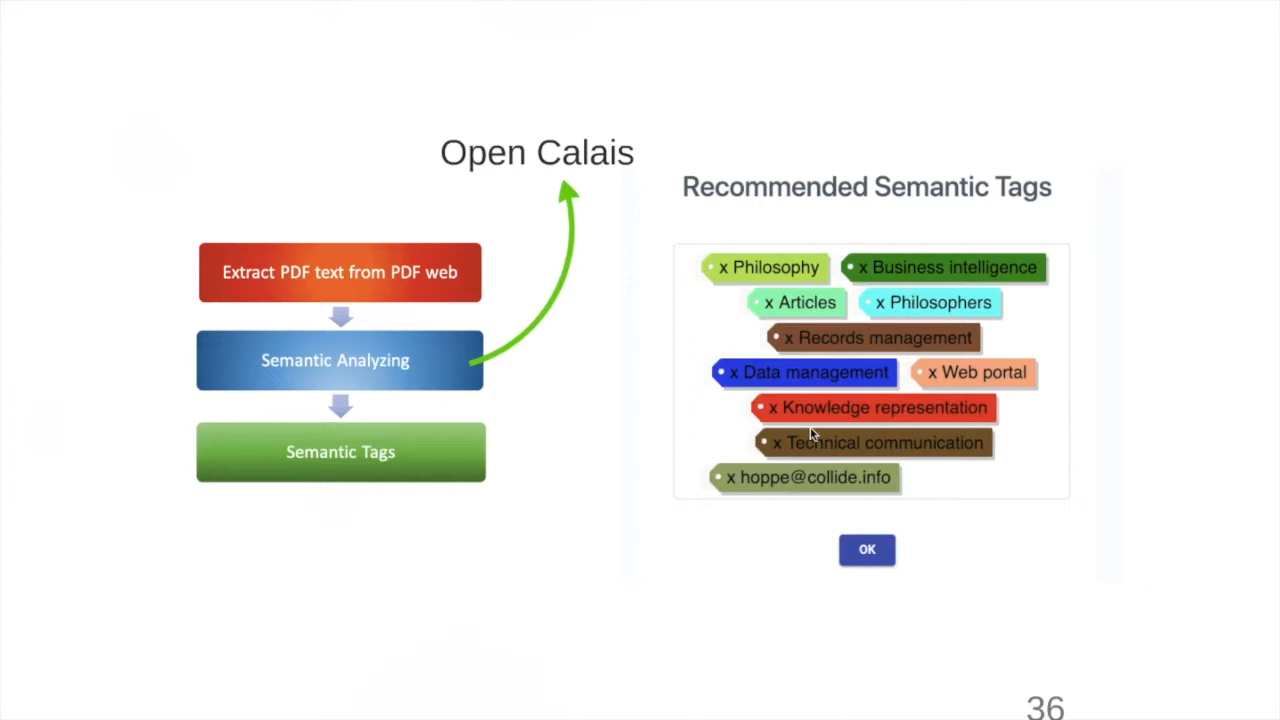 Open Calais
Extract PDF text from PDF web
Semantic Analyzing
Semantic Tags
Recommended Semantic Tags
x Philosophy x Business intelligence
x Articles x Philosophers
x Records management
x Data management x Web portal
x Knowledge representation
x Technical communication
x hoppe@collide.info
OK
36